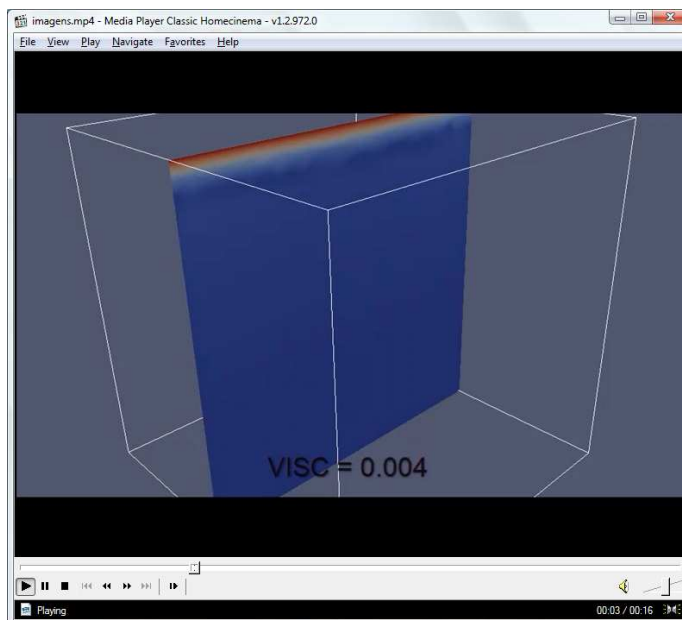 imagens.mp4 - Media Player Classic Homecinema - v1.2.972.0
File View Play Navigate Favorites Help
VISC = 0.004
Playing 00:03 / 00:16